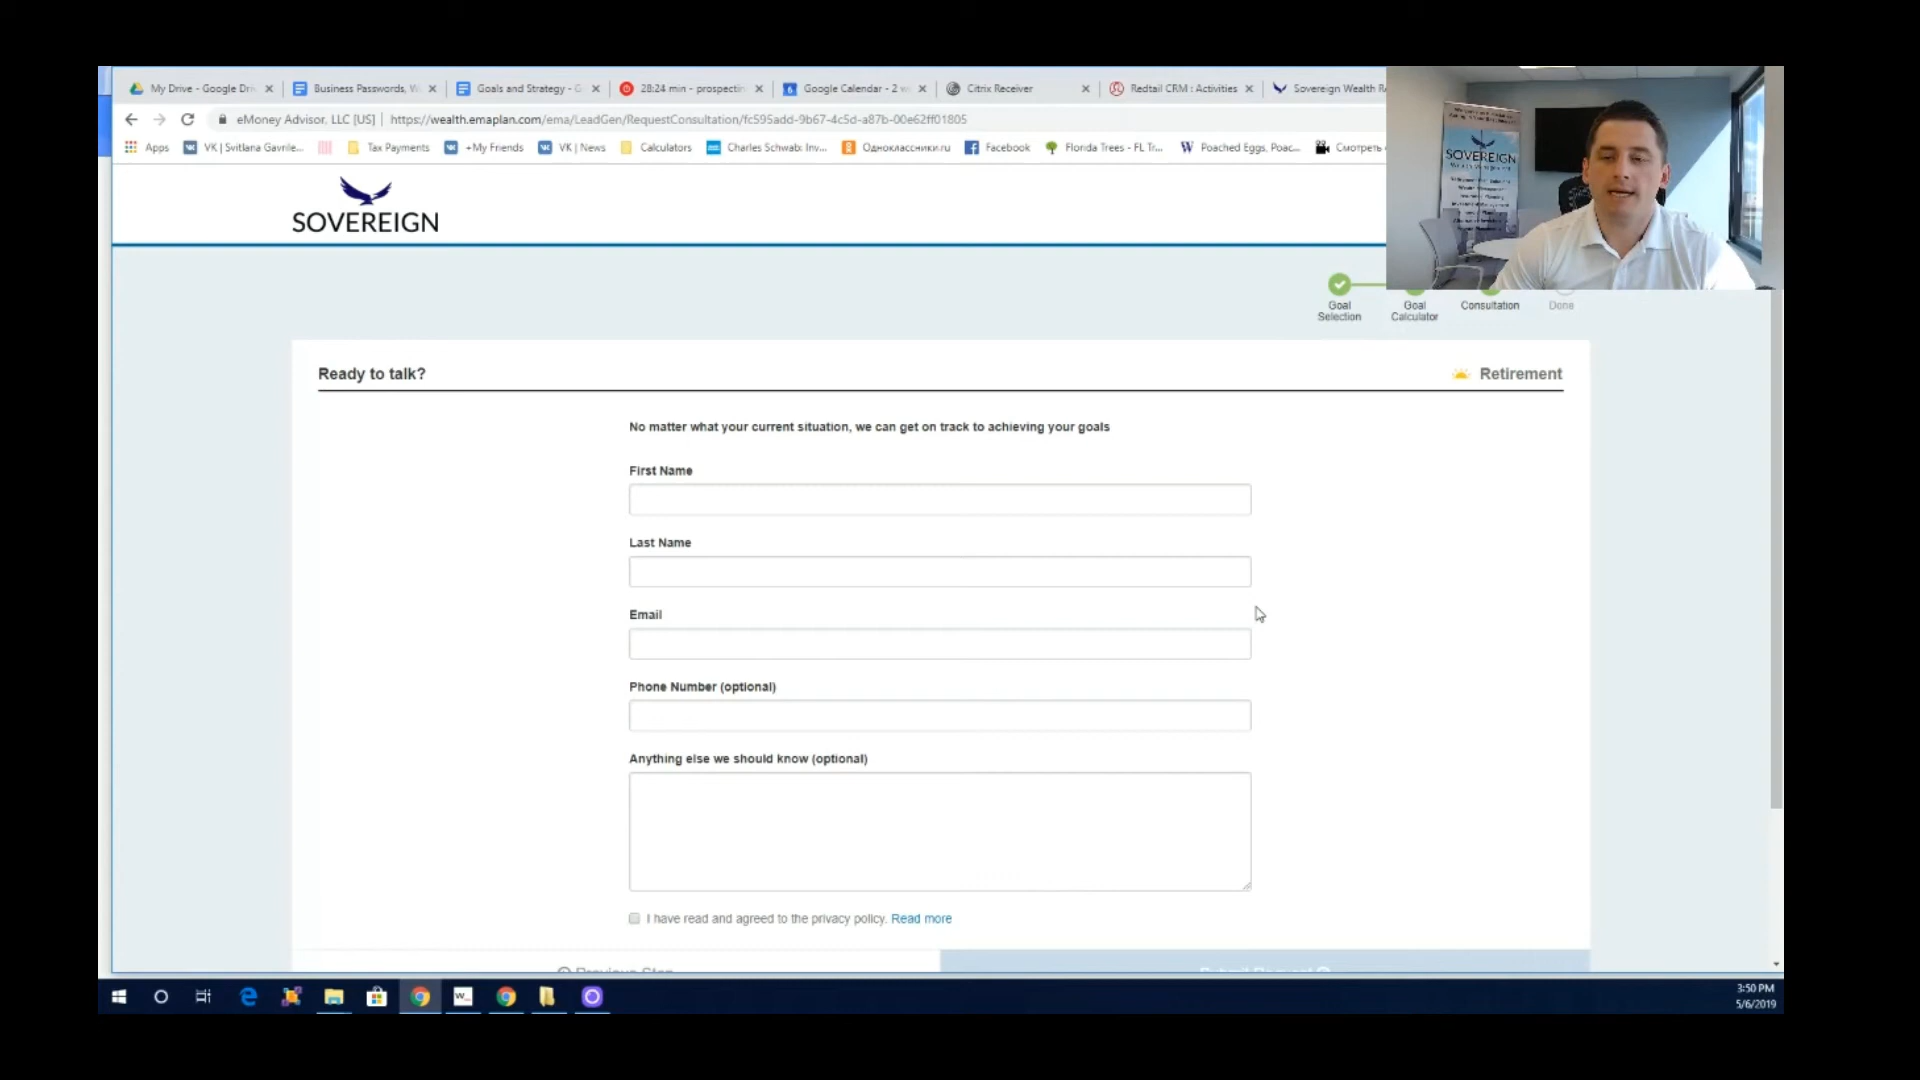 My Drive - Google Dri
Business Passwords, W
Goals and Strategy - G
28:24 min - prospectin
Google Calendar - 2 w
Citrix Receiver
Redtail CRM : Activities
Sovereign Wealth R
eMoney Advisor, LLC [US] | https://wealth.emaplan.com/ema/LeadGen/RequestConsultation/fc595add-9b67-4c5d-a87b-00e62ff01805
Apps
VK | Svitlana Gavrile...
Tax Payments
+My Friends
VK | News
Calculators
Charles Schwab: Inv...
Одноклассники.ru
Facebook
Florida Trees - FL Tr...
Poached Eggs, Poac...
Смотреть
SOVEREIGN
SOVEREIGN
Goal
Selection
Goal
Calculator
Consultation
Done
Ready to talk?
Retirement
No matter what your current situation, we can get on track to achieving your goals
First Name
Last Name
Email
Phone Number (optional)
Anything else we should know (optional)
I have read and agreed to the privacy policy. Read more
Previous Step
Submit Request
3:50 PM
5/6/2019